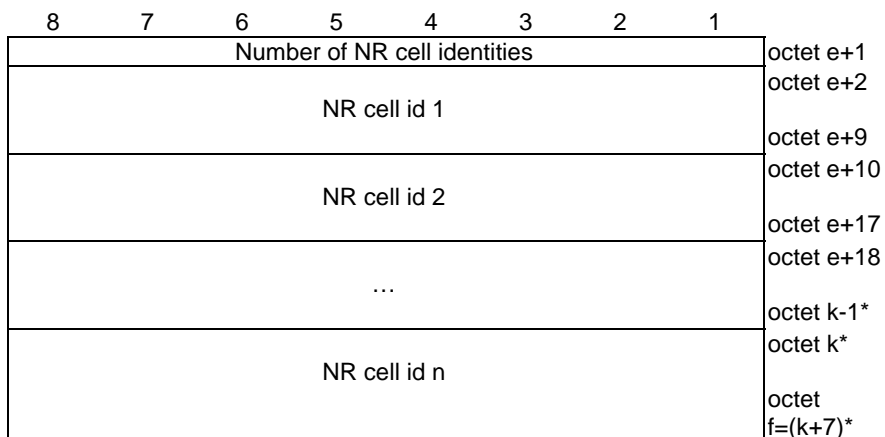 8 7 6 5 4 3 2 1
Number of NR cell identities octet e+1
octet e+2
NR cell id 1
octet e+9
octet e+10
NR cell id 2
octet e+17
octet e+18
…
octet k-1*
octet k*
NR cell id n
octet
f=(k+7)*